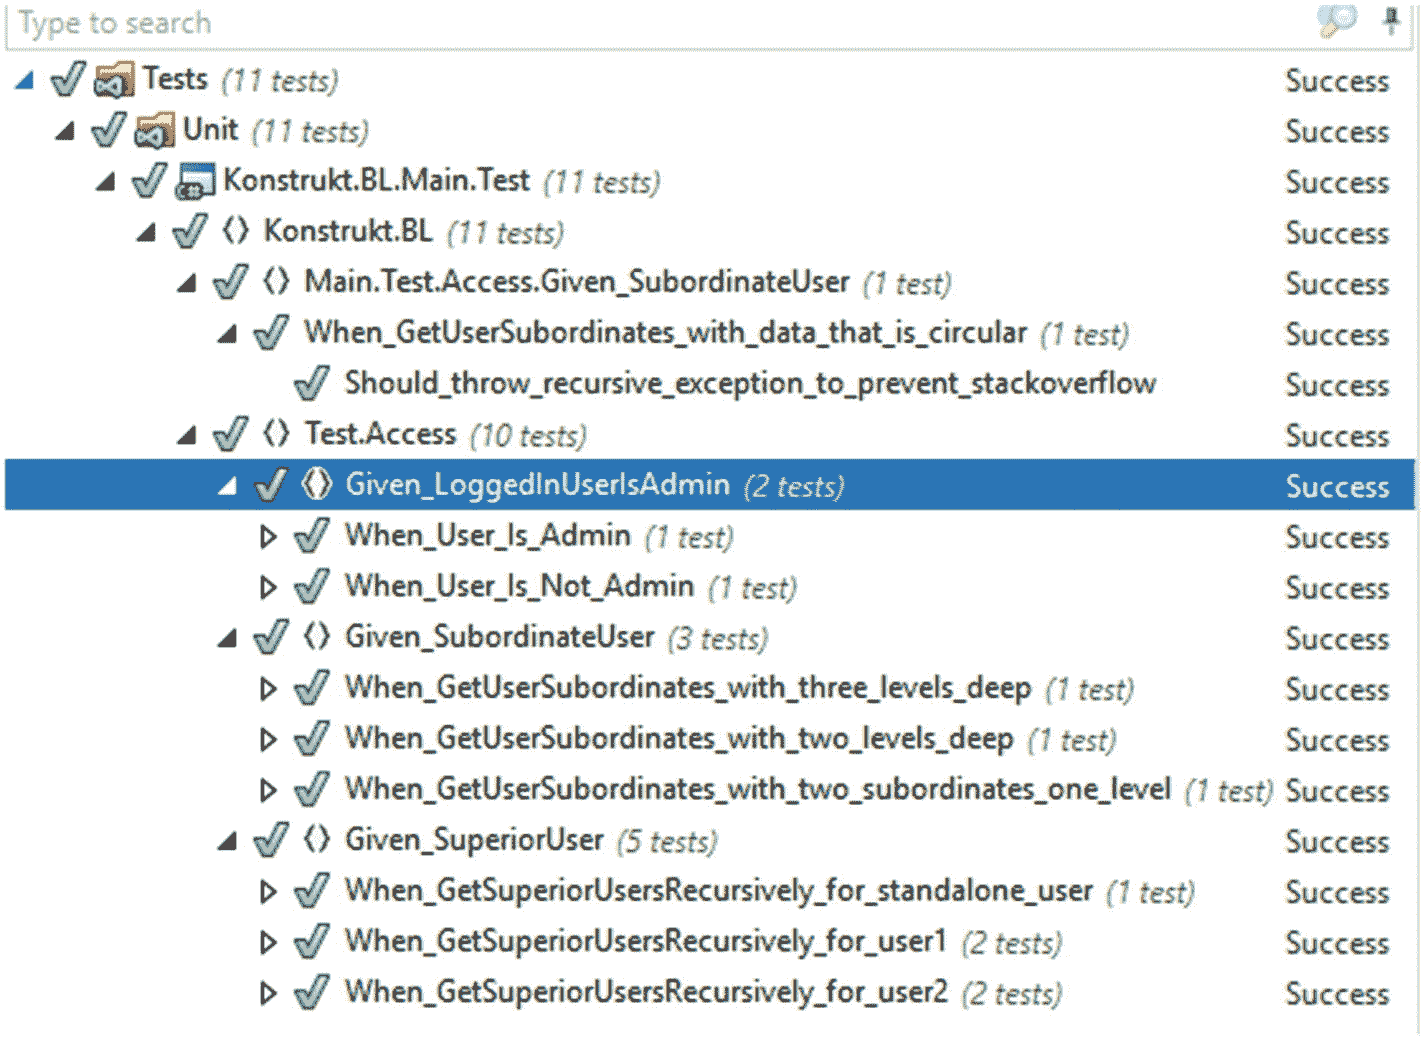 Type to search
Tests (11 tests) Success
Unit (11 tests) Success
Konstrukt.BL.Main.Test (11 tests) Success
Konstrukt.BL (11 tests) Success
Main.Test.Access.Given_SubordinateUser (1 test) Success
When_GetUserSubordinates_with_data_that_is_circular (1 test) Success
Should_throw_recursive_exception_to_prevent_stackoverflow Success
Test.Access (10 tests) Success
Given_LoggedInUserIsAdmin (2 tests) Success
When_User_Is_Admin (1 test) Success
When_User_Is_Not_Admin (1 test) Success
Given_SubordinateUser (3 tests) Success
When_GetUserSubordinates_with_three_levels_deep (1 test) Success
When_GetUserSubordinates_with_two_levels_deep (1 test) Success
When_GetUserSubordinates_with_two_subordinates_one_level (1 test) Success
Given_SuperiorUser (5 tests) Success
When_GetSuperiorUsersRecursively_for_standalone_user (1 test) Success
When_GetSuperiorUsersRecursively_for_user1 (2 tests) Success
When_GetSuperiorUsersRecursively_for_user2 (2 tests) Success